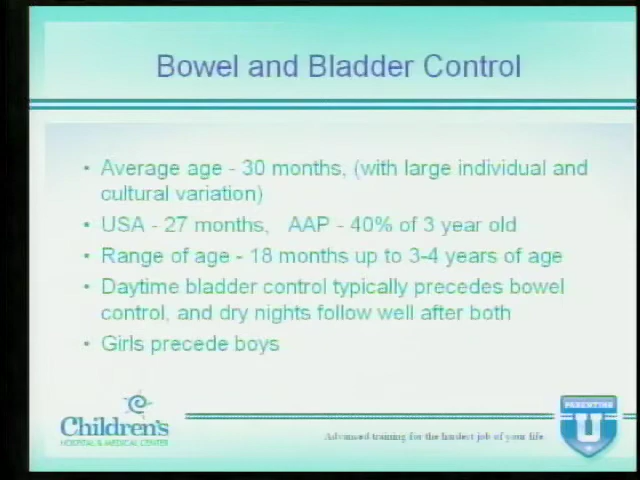 Bowel and Bladder Control
• Average age - 30 months, (with large individual and
cultural variation)
• USA - 27 months, AAP - 40% of 3 year old
• Range of age - 18 months up to 3-4 years of age
• Daytime bladder control typically precedes bowel
control, and dry nights follow well after both
• Girls precede boys
Children's
HOSPITAL & MEDICAL CENTER
Advanced training for the hardest job of your life.
PARENTING
U